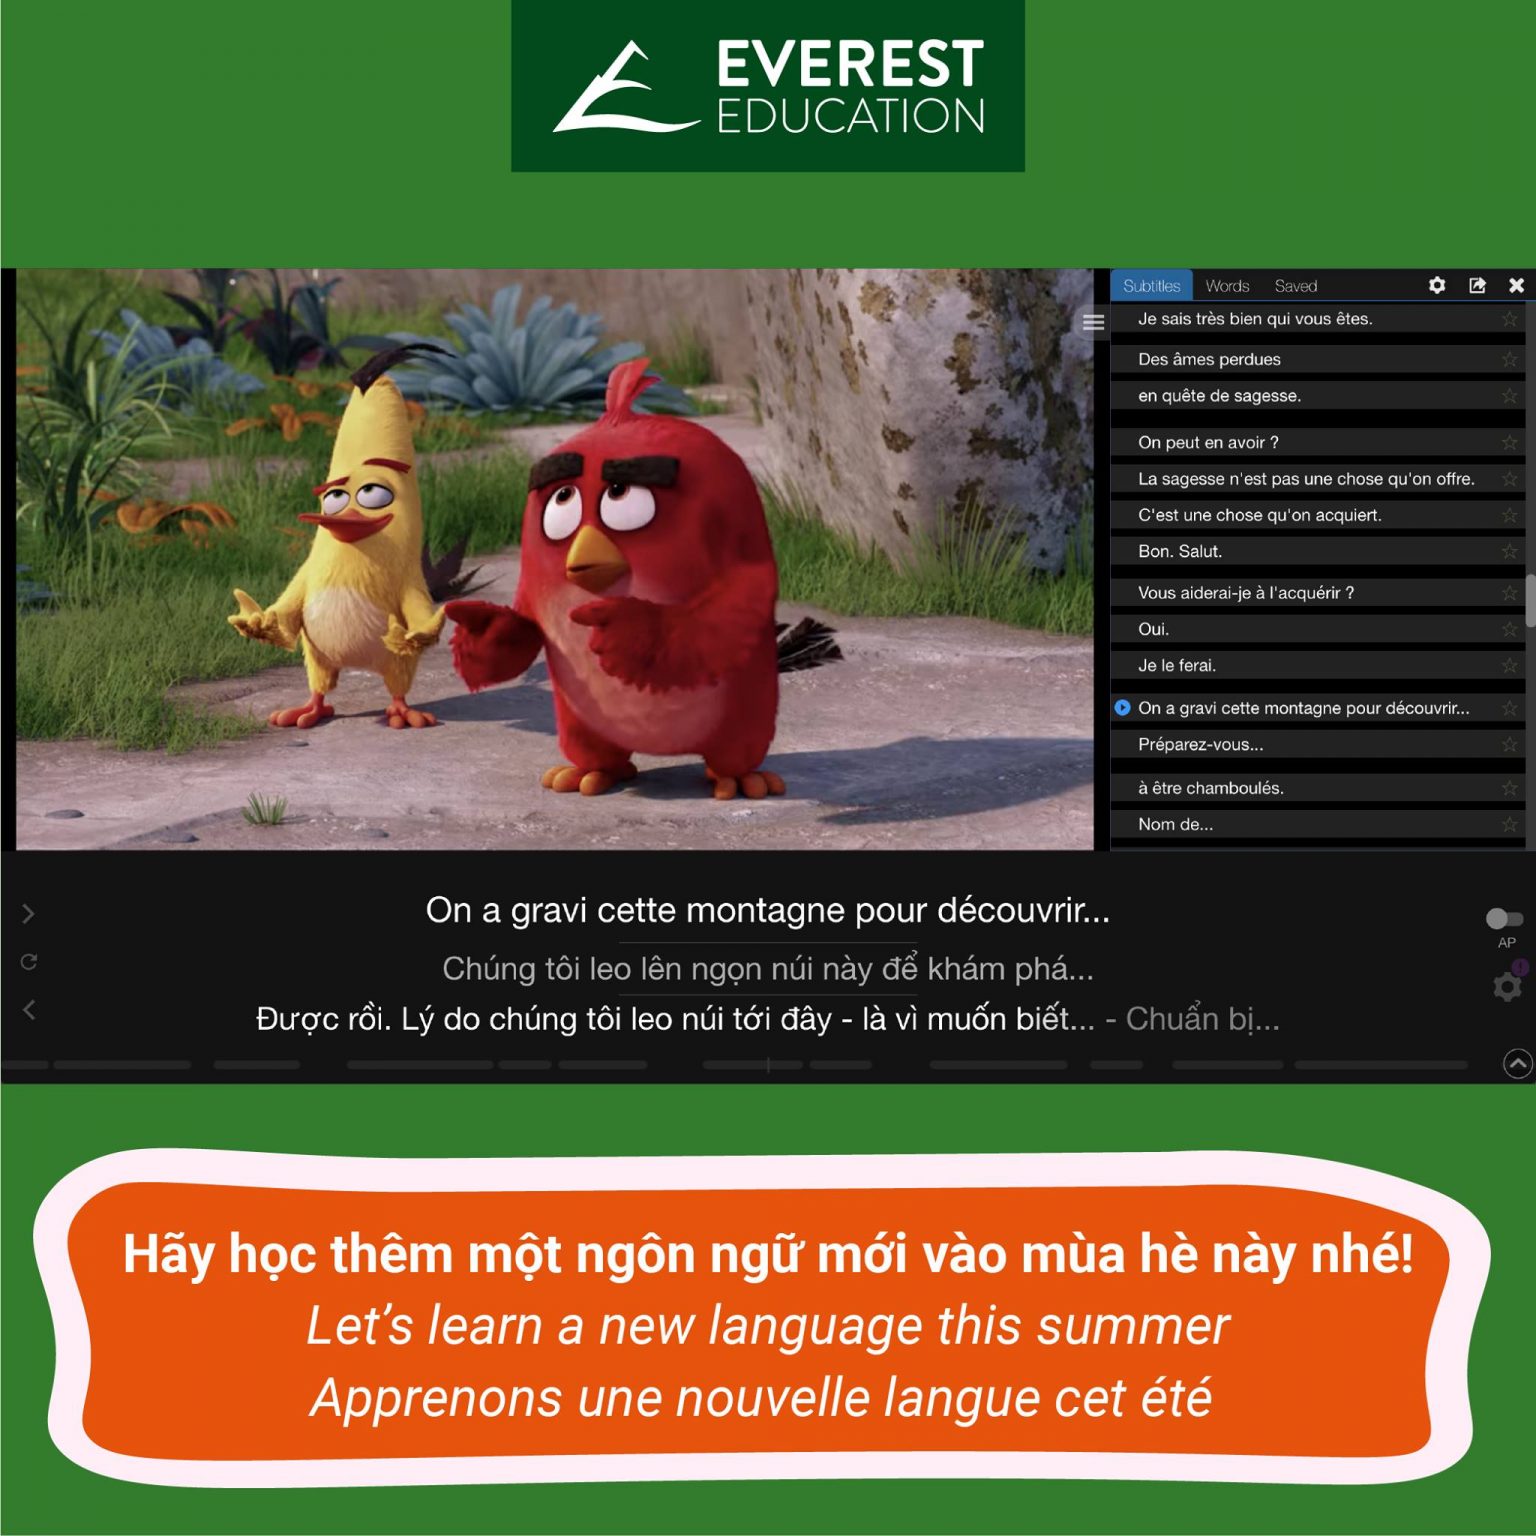 EVEREST
EDUCATION
Subtitles Words Saved
Je sais très bien qui vous êtes.
Des âmes perdues
en quête de sagesse.
On peut en avoir ?
La sagesse n'est pas une chose qu'on offre.
C'est une chose qu'on acquiert.
Bon. Salut.
Vous aiderai-je à l'acquérir ?
Oui.
Je le ferai.
On a gravi cette montagne pour découvrir...
Préparez-vous...
à être chamboulés.
Nom de...
On a gravi cette montagne pour découvrir...
Chúng tôi leo lên ngọn núi này để khám phá...
Được rồi. Lý do chúng tôi leo núi tới đây - là vì muốn biết... - Chuẩn bị...
AP
Hãy học thêm một ngôn ngữ mới vào mùa hè này nhé!
Let’s learn a new language this summer
Apprenons une nouvelle langue cet été